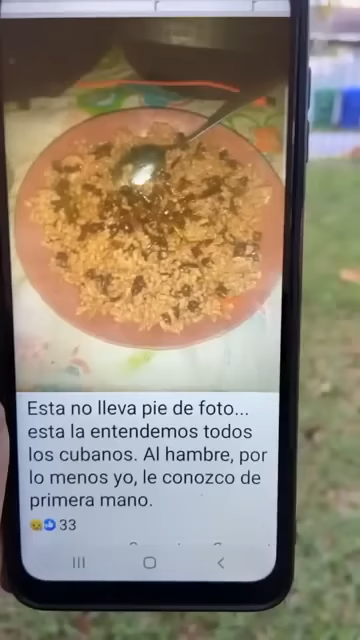 Esta no lleva pie de foto...
esta la entendemos todos
los cubanos. Al hambre, por
lo menos yo, le conozco de
primera mano.
33